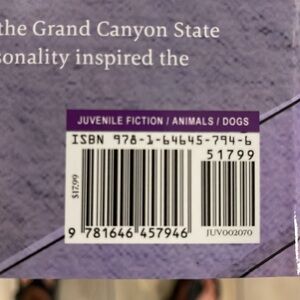 the Grand Canyon State
sonality inspired the
JUVENILE FICTION / ANIMALS / DOGS
ISBN 978-1-64645-794-6
51799
$17.99
9 781646 457946
JUV002070